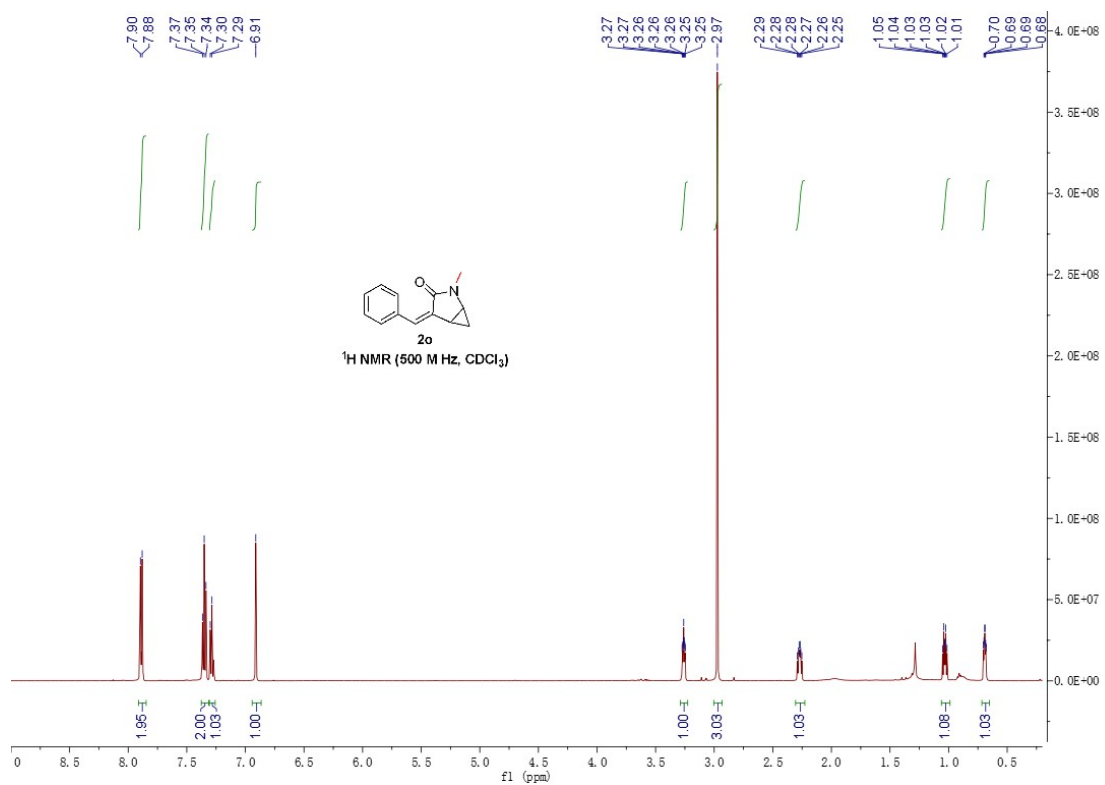 7.90
7.88
7.37
7.35
7.34
7.30
7.29
6.91
3.27
3.27
3.26
3.26
3.26
3.25
3.25
2.97
2.29
2.28
2.28
2.27
2.26
2.25
1.05
1.04
1.03
1.03
1.02
1.01
0.70
0.69
0.69
0.68
4.0E+08
3.5E+08
3.0E+08
2.5E+08
2.0E+08
1.5E+08
1.0E+08
5.0E+07
0.0E+00
O
N
2o
¹H NMR (500 M Hz, CDCl₃)
1.95
2.00
1.03
1.00
1.00
3.03
1.03
1.08
1.03
0 8.5 8.0 7.5 7.0 6.5 6.0 5.5 5.0 4.5 4.0 3.5 3.0 2.5 2.0 1.5 1.0 0.5
f1 (ppm)